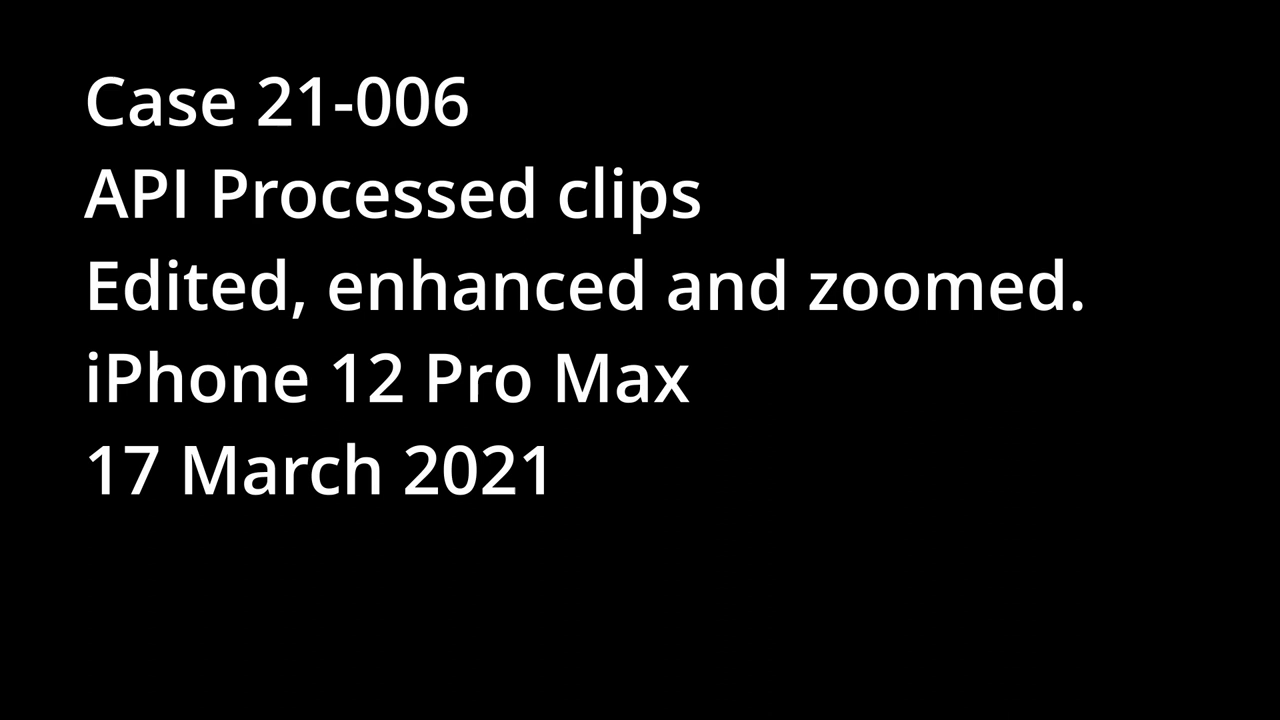 Case 21-006
API Processed clips
Edited, enhanced and zoomed.
iPhone 12 Pro Max
17 March 2021